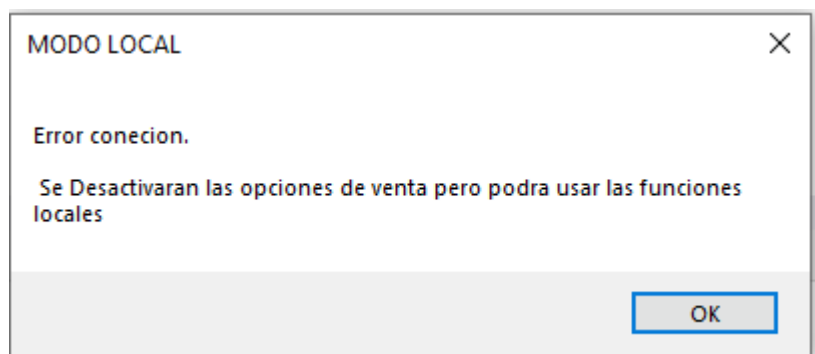 MODO LOCAL
Error conecion.
Se Desactivaran las opciones de venta pero podra usar las funciones
locales
OK